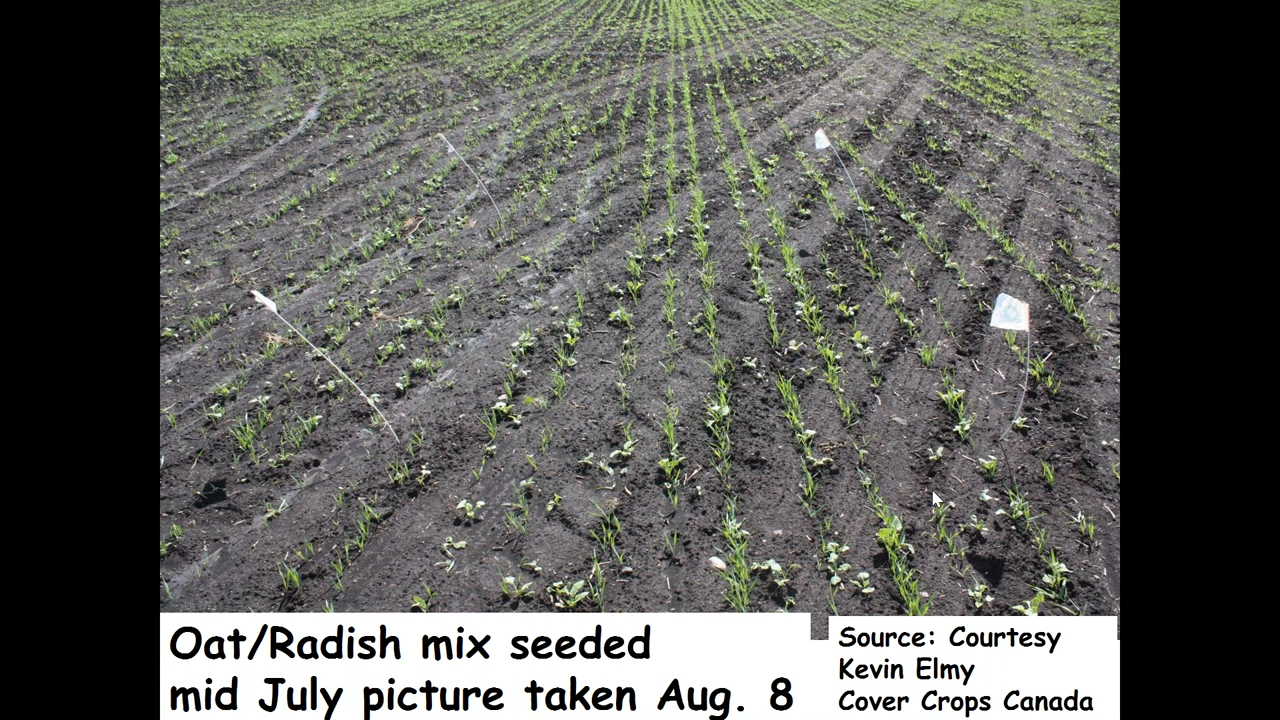 Oat/Radish mix seeded
mid July picture taken Aug. 8
Source: Courtesy
Kevin Elmy
Cover Crops Canada